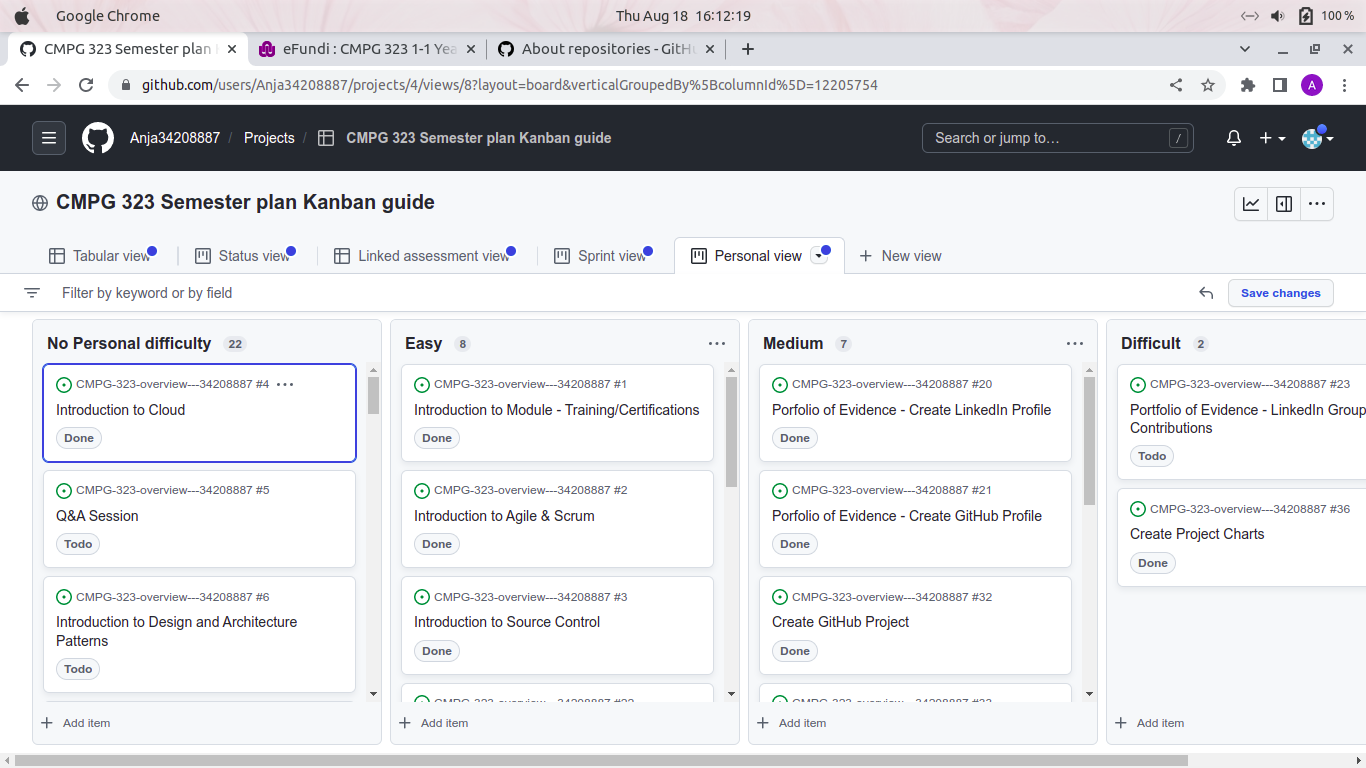 Google Chrome
Thu Aug 18 16:12:19
100 %
CMPG 323 Semester plan
eFundi : CMPG 323 1-1 Yea
About repositories - GitH
github.com/users/Anja34208887/projects/4/views/8?layout=board&verticalGroupedBy%5BcolumnId%5D=12205754
A
Anja34208887 / Projects / CMPG 323 Semester plan Kanban guide
Search or jump to… /
CMPG 323 Semester plan Kanban guide
Tabular view
Status view
Linked assessment view
Sprint view
Personal view
New view
Filter by keyword or by field
Save changes
No Personal difficulty 22
CMPG-323-overview---34208887 #4
Introduction to Cloud
Done
CMPG-323-overview---34208887 #5
Q&A Session
Todo
CMPG-323-overview---34208887 #6
Introduction to Design and Architecture
Patterns
Todo
Add item
Easy 8
CMPG-323-overview---34208887 #1
Introduction to Module - Training/Certifications
Done
CMPG-323-overview---34208887 #2
Introduction to Agile & Scrum
Done
CMPG-323-overview---34208887 #3
Introduction to Source Control
Done
Add item
Medium 7
CMPG-323-overview---34208887 #20
Porfolio of Evidence - Create LinkedIn Profile
Done
CMPG-323-overview---34208887 #21
Porfolio of Evidence - Create GitHub Profile
Done
CMPG-323-overview---34208887 #32
Create GitHub Project
Done
Add item
Difficult 2
CMPG-323-overview---34208887 #23
Portfolio of Evidence - LinkedIn Group
Contributions
Todo
CMPG-323-overview---34208887 #36
Create Project Charts
Done
Add item